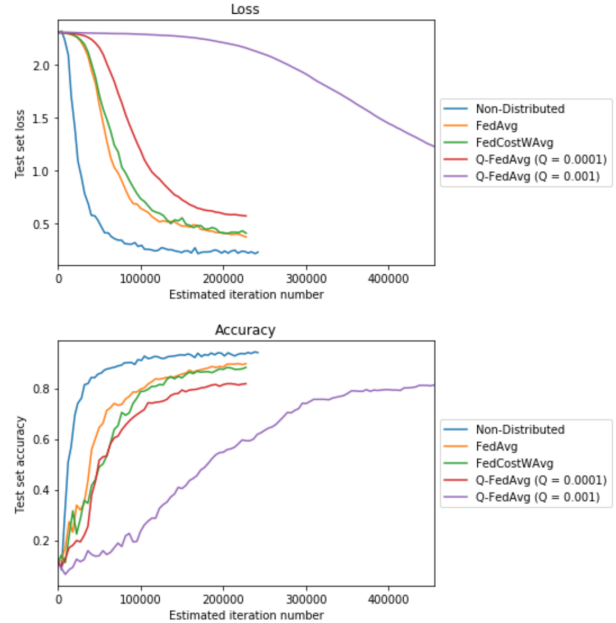 Loss
2.0
1.5
1.0
0.5
Test set loss
0
100000
200000
300000
400000
Estimated iteration number
Non-Distributed
FedAvg
FedCostWAvg
Q-FedAvg (Q = 0.0001)
Q-FedAvg (Q = 0.001)
Accuracy
0.8
0.6
0.4
0.2
Test set accuracy
0
100000
200000
300000
400000
Estimated iteration number
Non-Distributed
FedAvg
FedCostWAvg
Q-FedAvg (Q = 0.0001)
Q-FedAvg (Q = 0.001)